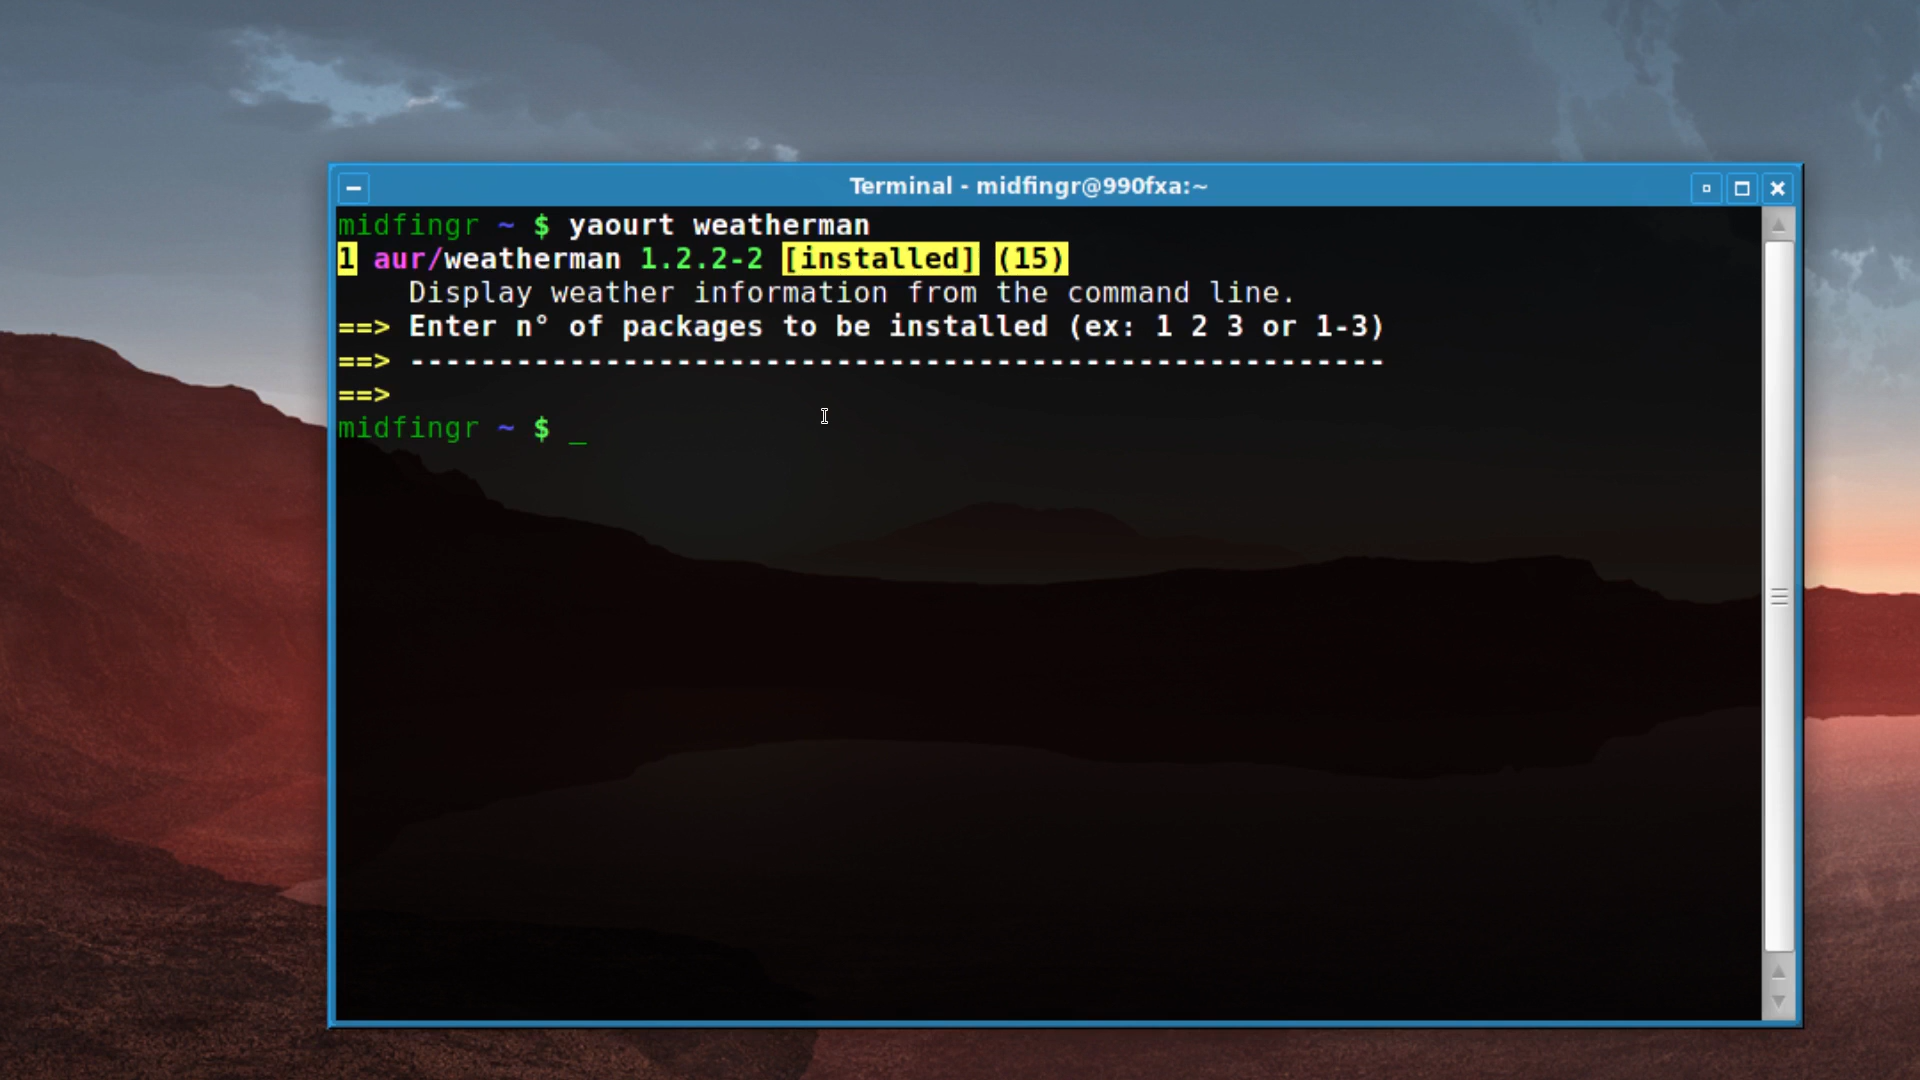 Terminal - midfingr@990fxa:~
midfingr ~ $ yaourt weatherman
1 aur/weatherman 1.2.2-2 [installed] (15)
    Display weather information from the command line.
==> Enter n° of packages to be installed (ex: 1 2 3 or 1-3)
==> -------------------------------------------------------
==>
midfingr ~ $ _